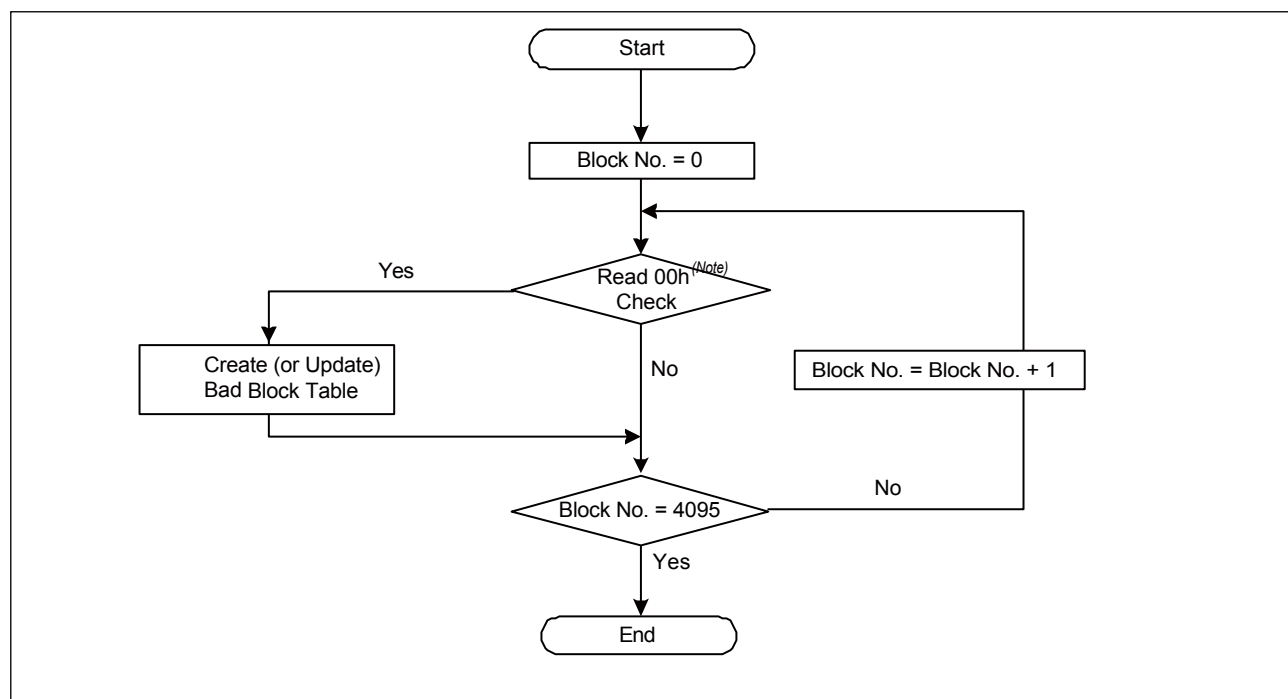 Start
Block No. = 0
Yes
Read 00h(Note)
Check
Create (or Update)
Bad Block Table
No
Block No. = Block No. + 1
Block No. = 4095
No
Yes
End